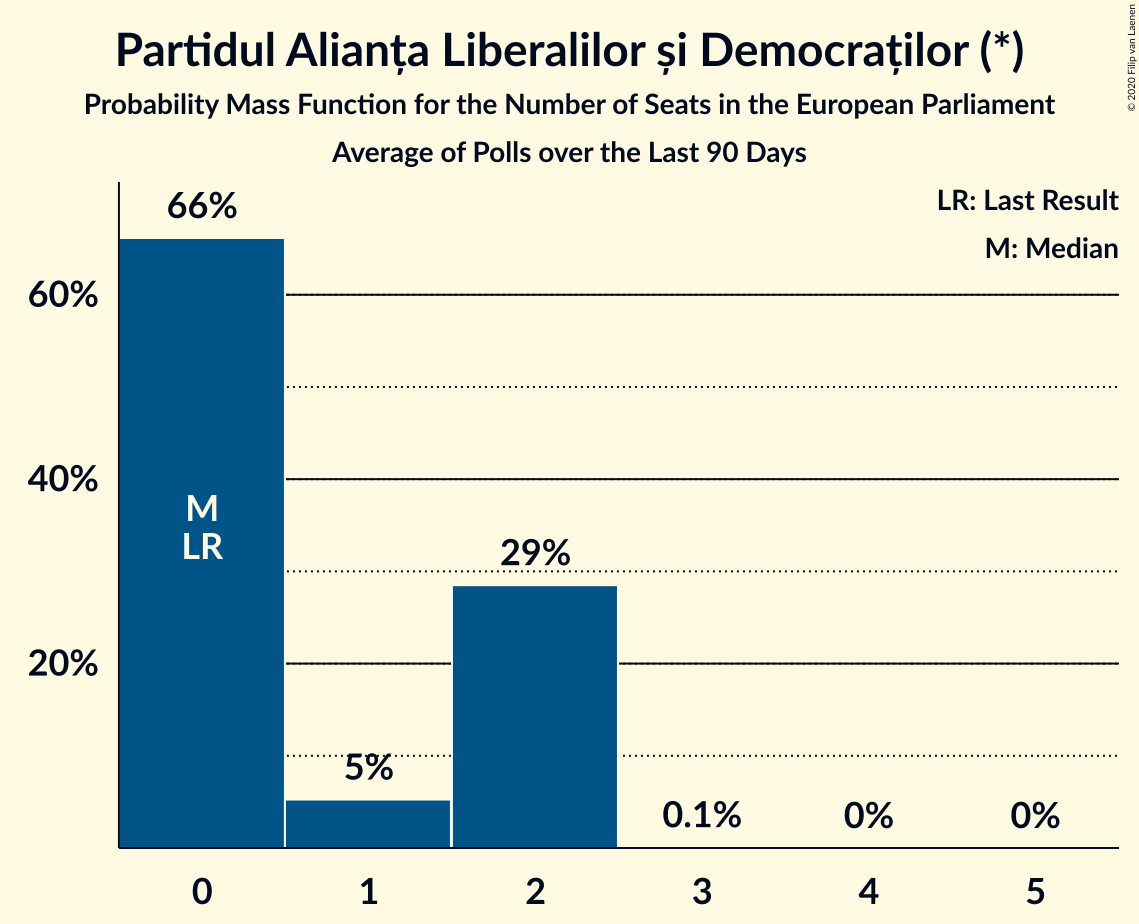 Partidul Alianța Liberalilor și Democraților (*)
Probability Mass Function for the Number of Seats in the European Parliament
Average of Polls over the Last 90 Days
© 2020 Filip van Laenen
LR: Last Result
M: Median
66%
60%
40%
M
LR
29%
20%
5%
0.1%
0%
0%
0 1 2 3 4 5